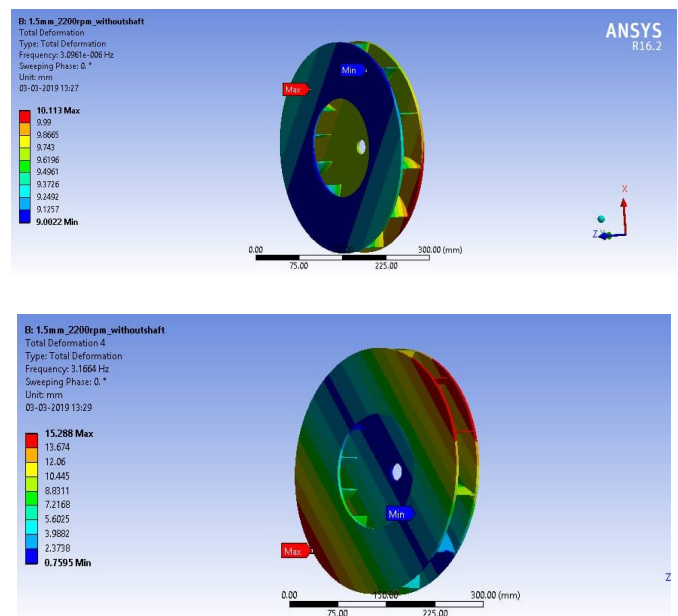 B: 1.5mm_2200rpm_withoutshaft
Total Deformation
Type: Total Deformation
Frequency: 3.0961e-006 Hz
Sweeping Phase: 0. °
Unit: mm
03-03-2019 13:27
ANSYS
R16.2
10.113 Max
9.99
9.8665
9.743
9.6196
9.4961
9.3726
9.2492
9.1257
9.0022 Min
Min
Max
X
Z
0.00
300.00 (mm)
75.00
225.00
B: 1.5mm_2200rpm_withoutshaft
Total Deformation 4
Type: Total Deformation
Frequency: 3.1664 Hz
Sweeping Phase: 0. °
Unit: mm
03-03-2019 13:29
15.288 Max
13.674
12.06
10.445
8.8311
7.2168
5.6025
3.9882
2.3738
0.7595 Min
Min
Max
Z
0.00
150.00
300.00 (mm)
75.00
225.00